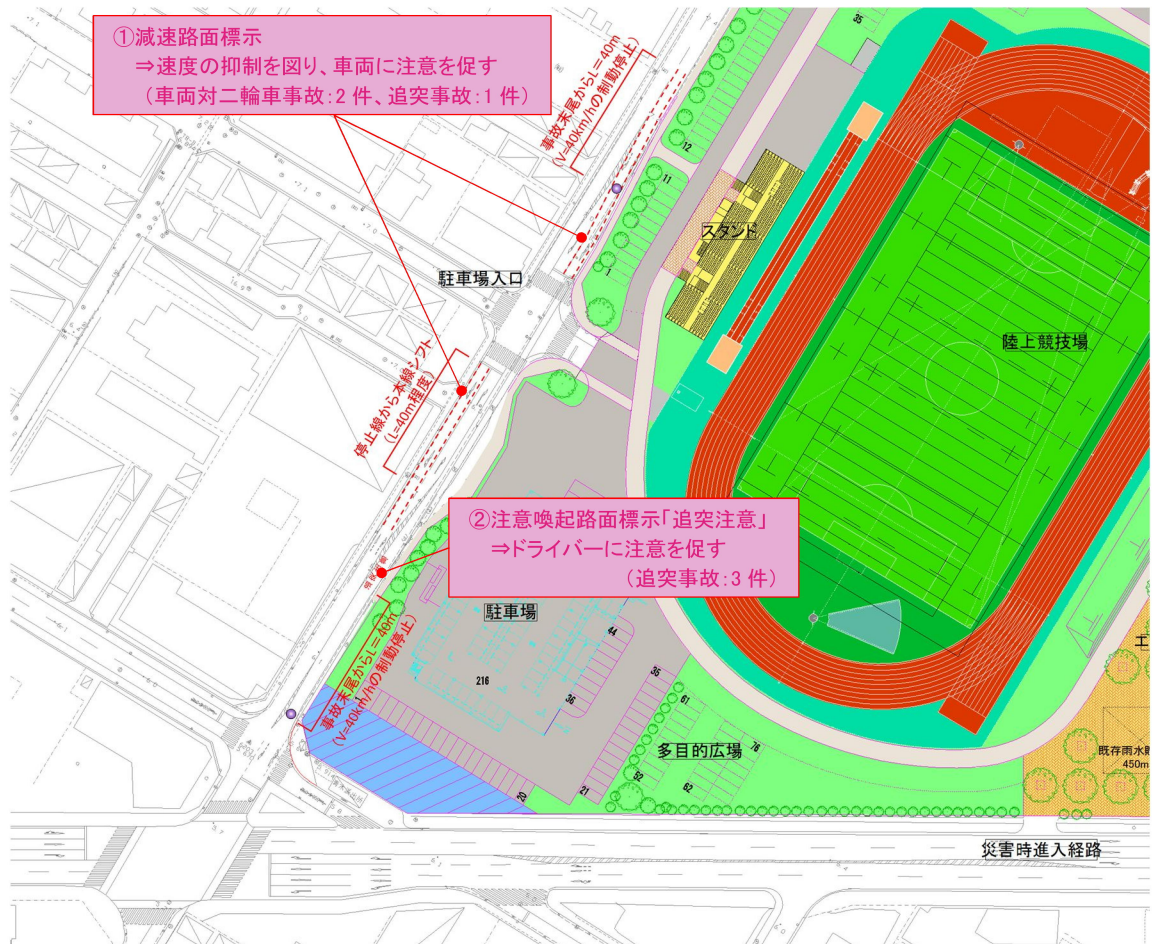 ①減速路面標示
⇒速度の抑制を図り、車両に注意を促す
（車両対二輪車事故：2 件、追突事故：1 件）
事故末尾からL=40m
（V=40km/hの制動停止）
35
12
11
1
スタンド
駐車場入口
陸上競技場
停止線から本線シフト
（L=40m程度）
②注意喚起路面標示「追突注意」
⇒ドライバーに注意を促す
（追突事故：3 件）
駐車場
事故末尾からL=40m
（V=40km/hの制動停止）
216
44
36
35
61
76
52
62
多目的広場
20
21
工
既存雨水貯
450m
災害時進入経路